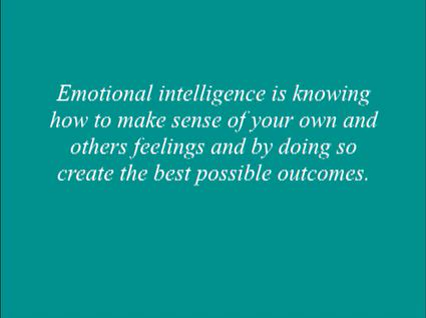 Emotional intelligence is knowing
how to make sense of your own and
others feelings and by doing so
create the best possible outcomes.